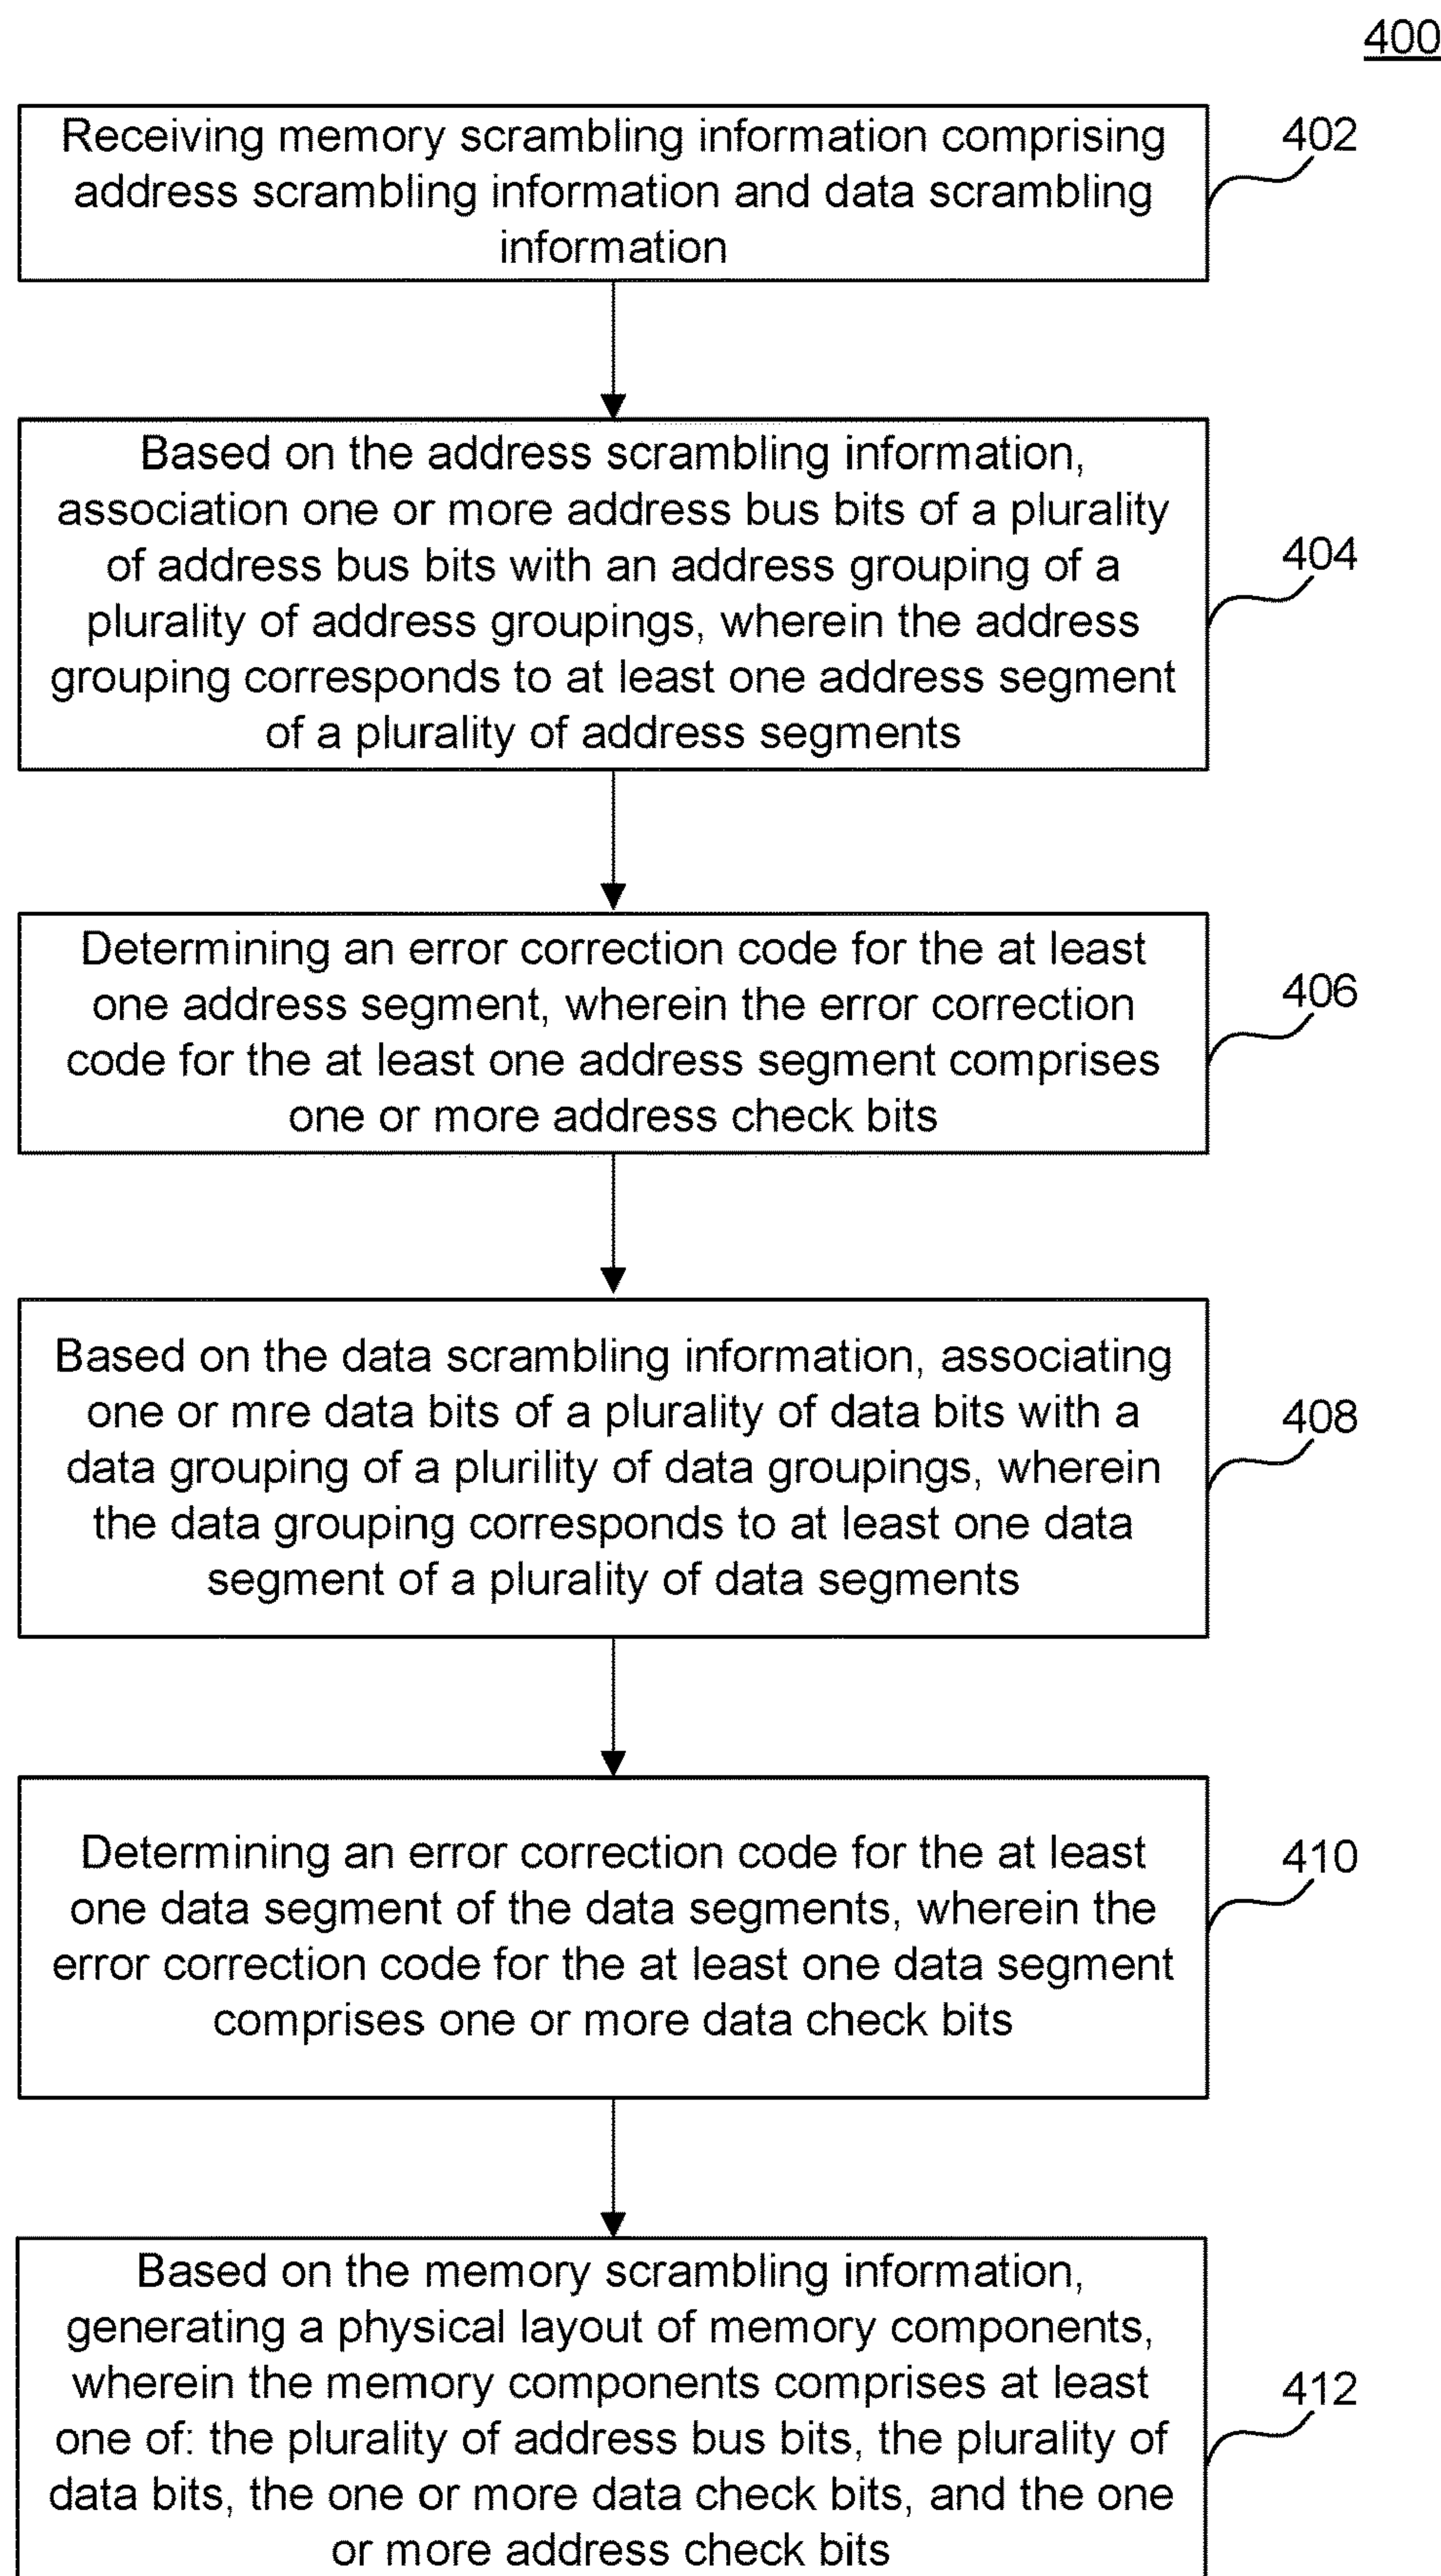 400
Receiving memory scrambling information comprising
address scrambling information and data scrambling
information
402
Based on the address scrambling information,
association one or more address bus bits of a plurality
of address bus bits with an address grouping of a
plurality of address groupings, wherein the address
grouping corresponds to at least one address segment
of a plurality of address segments
404
Determining an error correction code for the at least
one address segment, wherein the error correction
code for the at least one address segment comprises
one or more address check bits
406
Based on the data scrambling information, associating
one or mre data bits of a plurality of data bits with a
data grouping of a plurility of data groupings, wherein
the data grouping corresponds to at least one data
segment of a plurality of data segments
408
Determining an error correction code for the at least
one data segment of the data segments, wherein the
error correction code for the at least one data segment
comprises one or more data check bits
410
Based on the memory scrambling information,
generating a physical layout of memory components,
wherein the memory components comprises at least
one of: the plurality of address bus bits, the plurality of
data bits, the one or more data check bits, and the one
or more address check bits
412